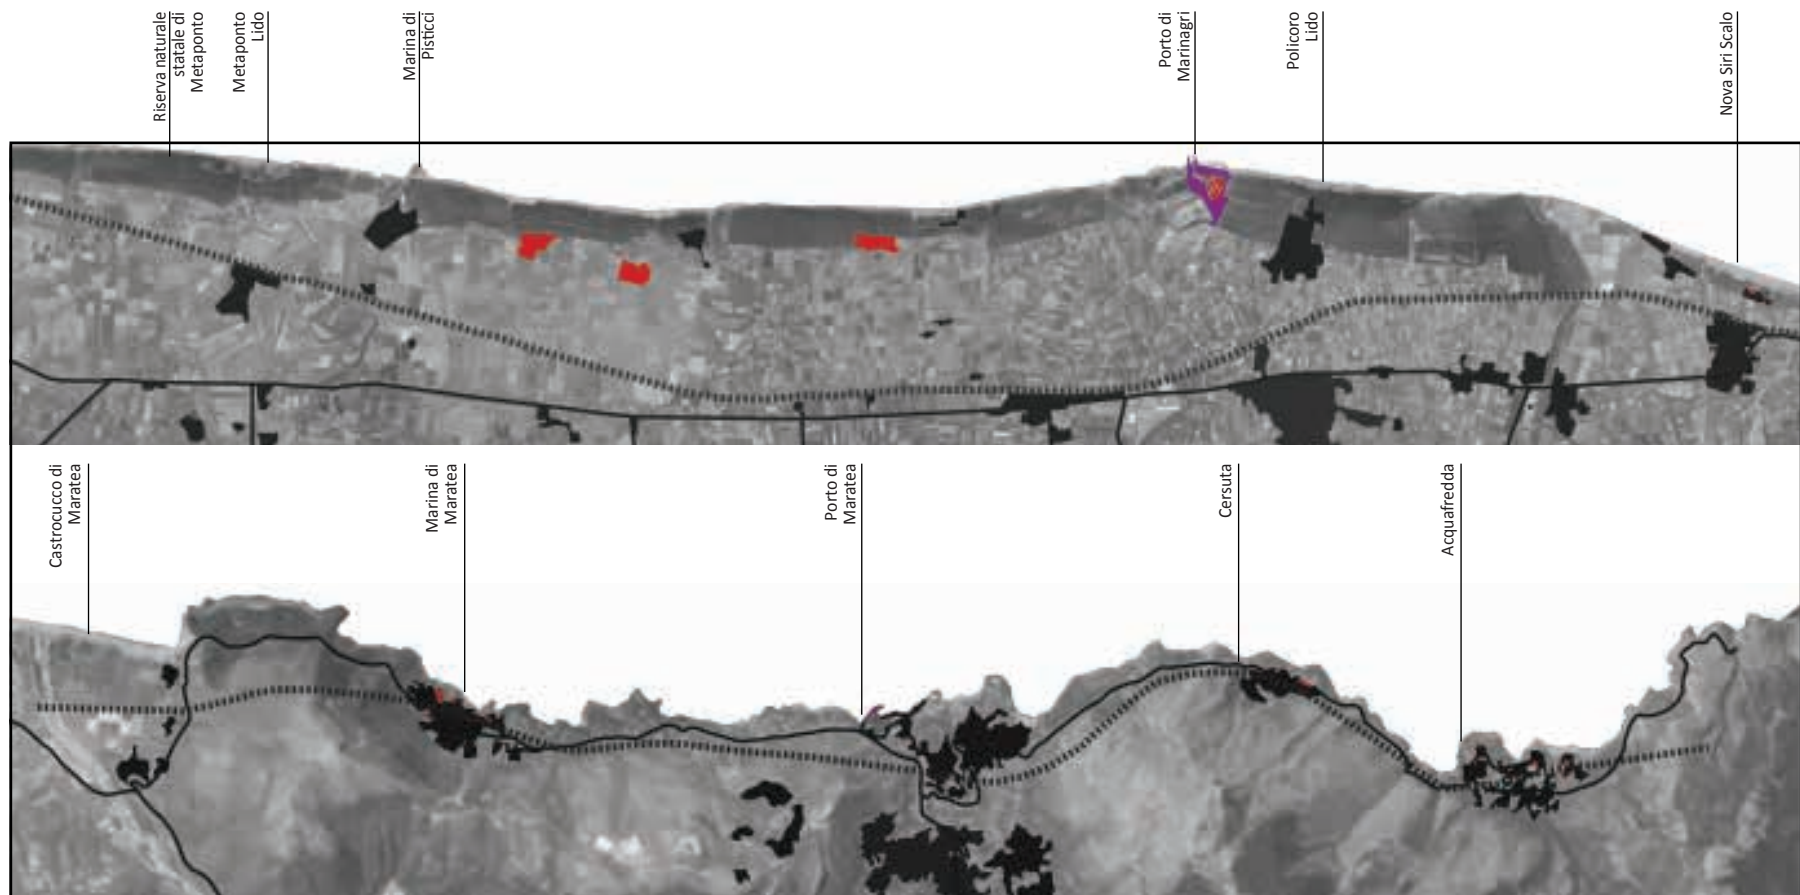 Riserva naturale
statale di
Metaponto
Metaponto
Lido
Marina di
Pisticci
Porto di
Marinagri
Policoro
Lido
Nova Siri Scalo
Castrocucco di
Maratea
Marina di
Maratea
Porto di
Maratea
Cersuta
Acquafredda